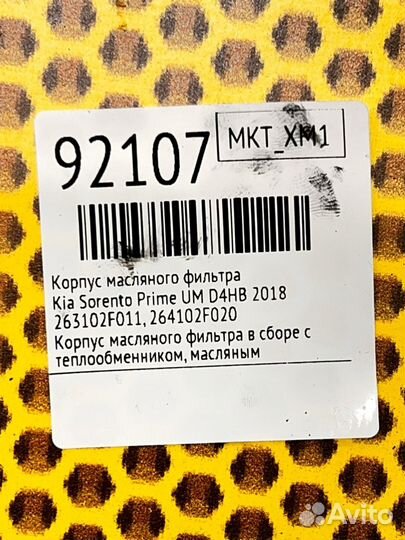 92107
МКТ_ХМ1
Корпус масляного фильтра
Kia Sorento Prime UM D4HB 2018
263102F011, 264102F020
Корпус масляного фильтра в сборе с
теплообменником, масляным
Avito